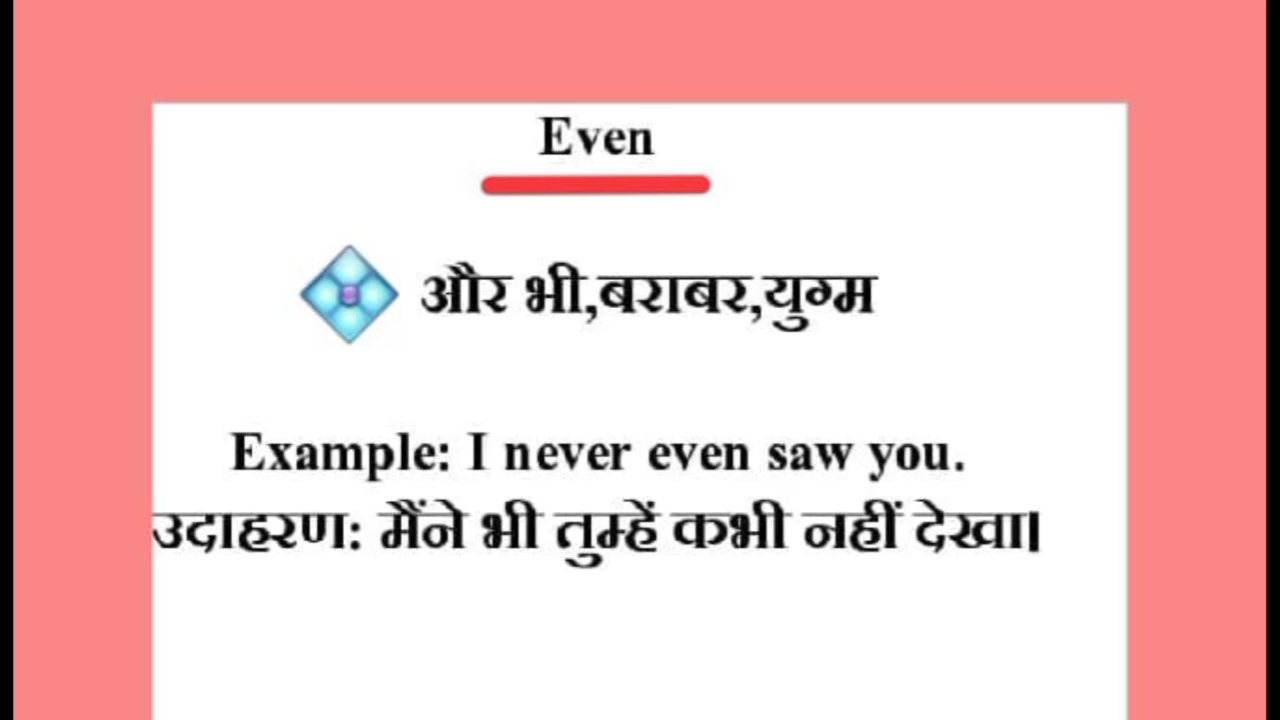 Even
और भी,बराबर,युग्म
Example: I never even saw you.
उदाहरण: मैंने भी तुम्हें कभी नहीं देखा।